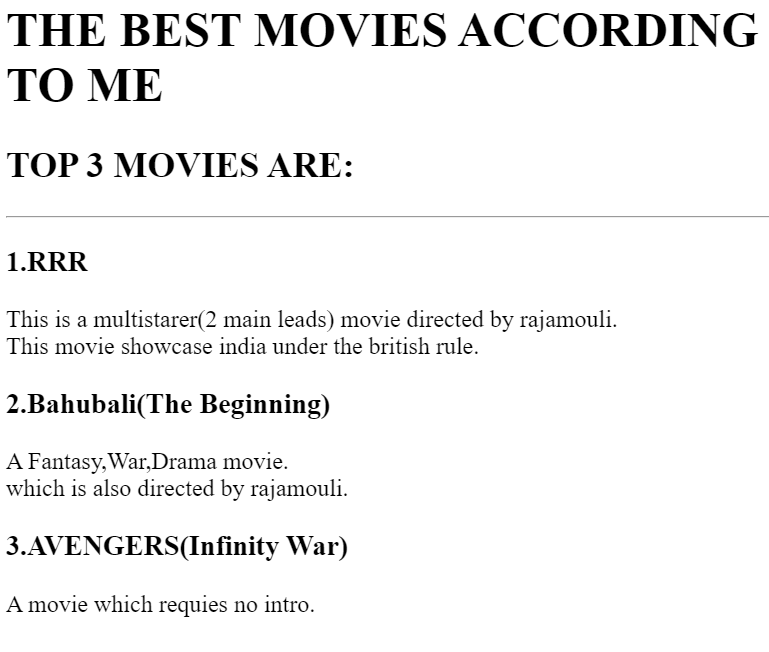 THE BEST MOVIES ACCORDING
TO ME
TOP 3 MOVIES ARE:
1.RRR
This is a multistarer(2 main leads) movie directed by rajamouli.
This movie showcase india under the british rule.
2.Bahubali(The Beginning)
A Fantasy,War,Drama movie.
which is also directed by rajamouli.
3.AVENGERS(Infinity War)
A movie which requies no intro.